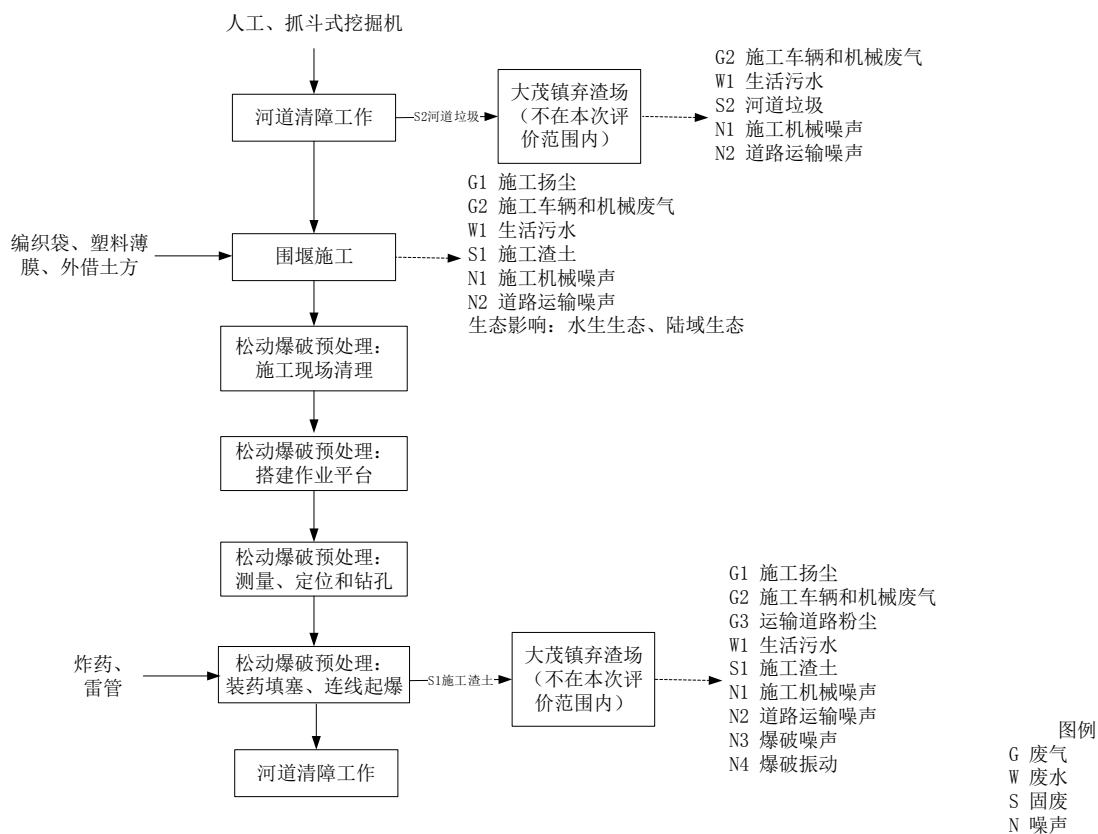 人工、抓斗式挖掘机
河道清障工作
S2河道垃圾
大茂镇弃渣场
（不在本次评
价范围内）
G2 施工车辆和机械废气
W1 生活污水
S2 河道垃圾
N1 施工机械噪声
N2 道路运输噪声
编织袋、塑料薄
膜、外借土方
围堰施工
G1 施工扬尘
G2 施工车辆和机械废气
W1 生活污水
S1 施工渣土
N1 施工机械噪声
N2 道路运输噪声
生态影响：水生生态、陆域生态
松动爆破预处理：
施工现场清理
松动爆破预处理：
搭建作业平台
松动爆破预处理：
测量、定位和钻孔
炸药、
雷管
松动爆破预处理：
装药填塞、连线起爆
S1施工渣土
大茂镇弃渣场
（不在本次评
价范围内）
G1 施工扬尘
G2 施工车辆和机械废气
G3 运输道路粉尘
W1 生活污水
S1 施工渣土
N1 施工机械噪声
N2 道路运输噪声
N3 爆破噪声
N4 爆破振动
河道清障工作
图例
G 废气
W 废水
S 固废
N 噪声